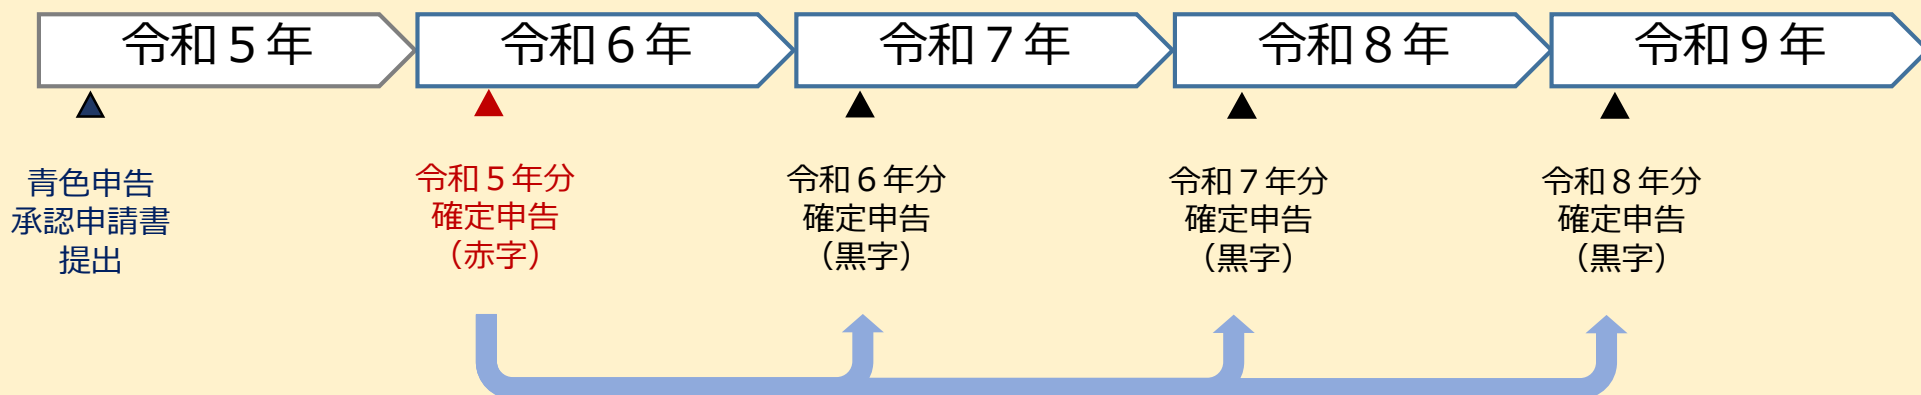 令和５年
令和６年
令和７年
令和８年
令和９年
青色申告
承認申請書
提出
令和５年分
確定申告
（赤字）
令和６年分
確定申告
（黒字）
令和７年分
確定申告
（黒字）
令和８年分
確定申告
（黒字）